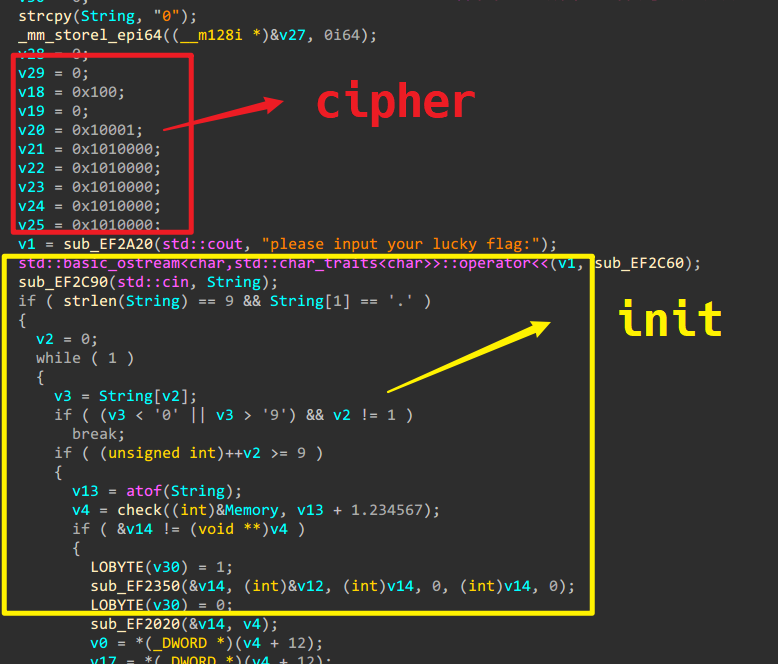 strcpy(String, "0");
_mm_storel_epi64((__m128i *)&v27, 0i64);
v28 = 0;
v29 = 0;
v18 = 0x100;
v19 = 0;
v20 = 0x10001;
v21 = 0x1010000;
v22 = 0x1010000;
v23 = 0x1010000;
v24 = 0x1010000;
v25 = 0x1010000;
cipher
v1 = sub_EF2A20(std::cout, "please input your lucky flag:");
std::basic_ostream<char,std::char_traits<char>>::operator<<(v1, sub_EF2C60);
sub_EF2C90(std::cin, String);
if ( strlen(String) == 9 && String[1] == '.' )
{
v2 = 0;
while ( 1 )
{
v3 = String[v2];
if ( (v3 < '0' || v3 > '9') && v2 != 1 )
break;
if ( (unsigned int)++v2 >= 9 )
{
v13 = atof(String);
v4 = check((int)&Memory, v13 + 1.234567);
if ( &v14 != (void **)v4 )
{
LOBYTE(v30) = 1;
sub_EF2350(&v14, (int)&v12, (int)v14, 0, (int)v14, 0);
LOBYTE(v30) = 0;
init
sub_EF2020(&v14, v4);
v0 = *(_DWORD *)(v4 + 12);
v17 = *(_DWORD *)(v4 + 12);